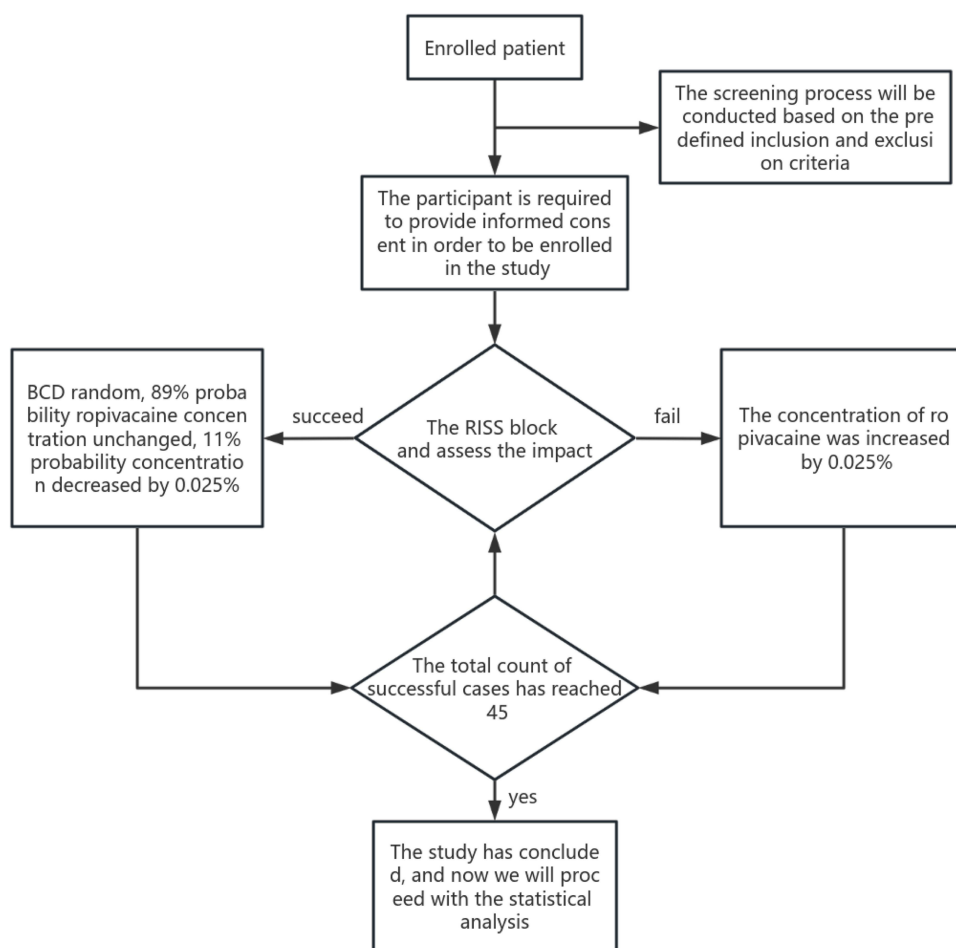 Enrolled patient
The screening process will be
conducted based on the pre
defined inclusion and exclusi
on criteria
The participant is required
to provide informed cons
ent in order to be enrolled
in the study
BCD random, 89% proba
bility ropivacaine concen
tration unchanged, 11%
probability concentratio
n decreased by 0.025%
succeed
The RISS block
and assess the impact
fail
The concentration of ro
pivacaine was increased
by 0.025%
The total count of
successful cases has reached
45
yes
The study has conclude
d, and now we will proc
eed with the statistical
analysis